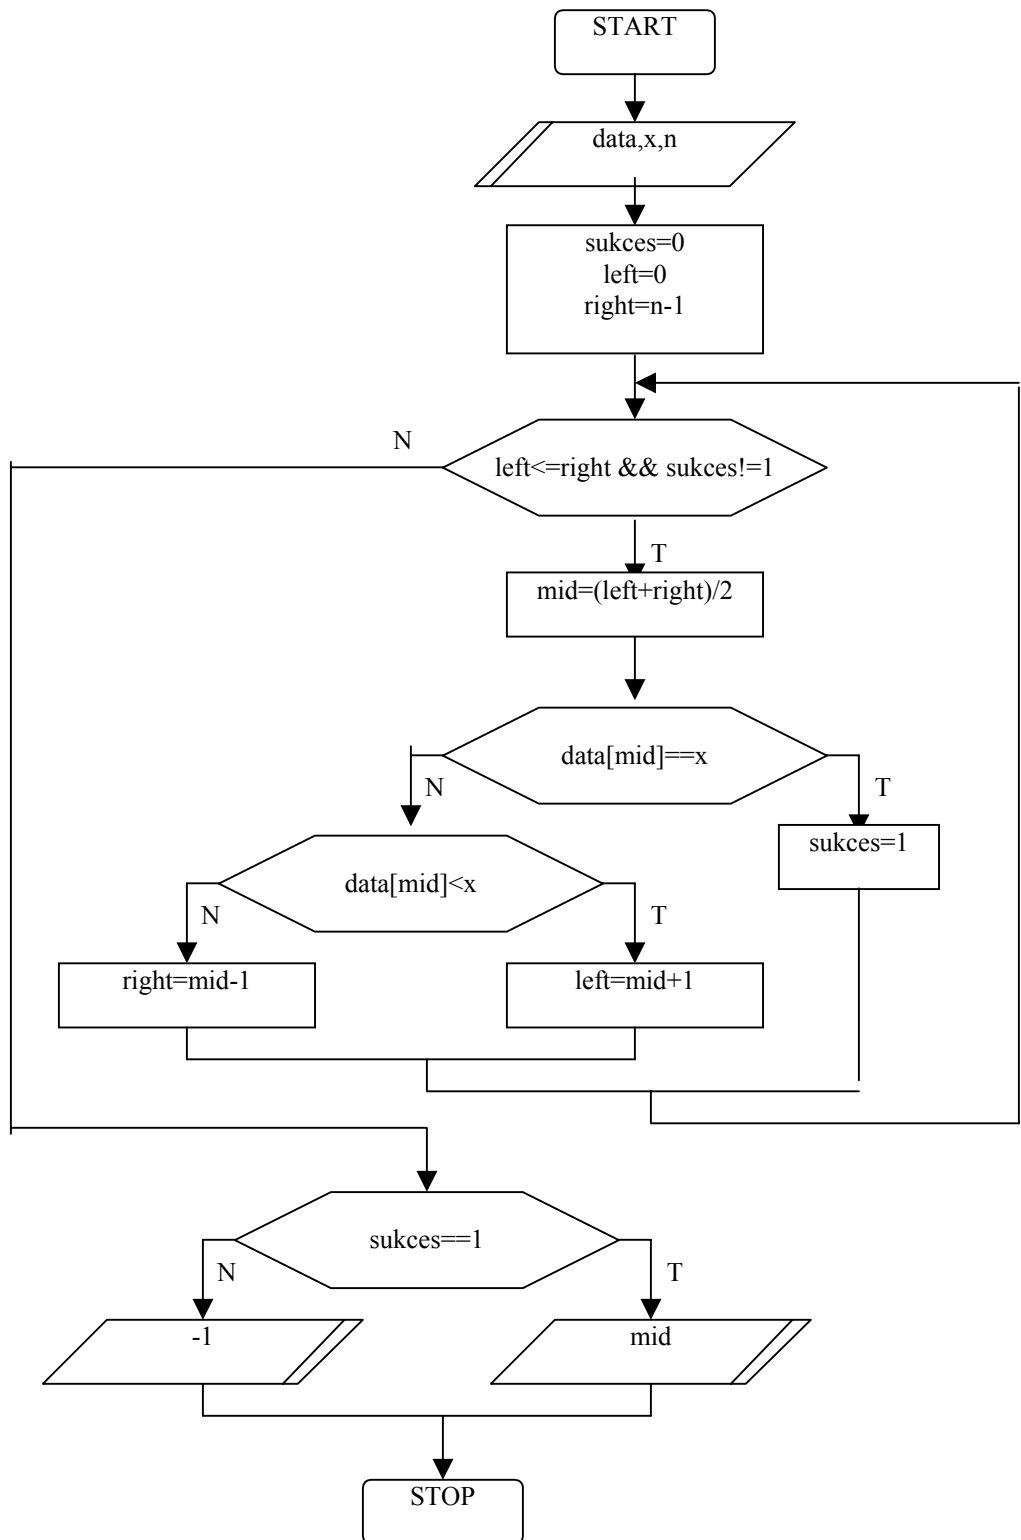 START
data,x,n
sukces=0
left=0
right=n-1
N
left<=right && sukces!=1
T
mid=(left+right)/2
data[mid]==x
N
T
sukces=1
data[mid]<x
N
T
right=mid-1
left=mid+1
sukces==1
N
T
-1
mid
STOP